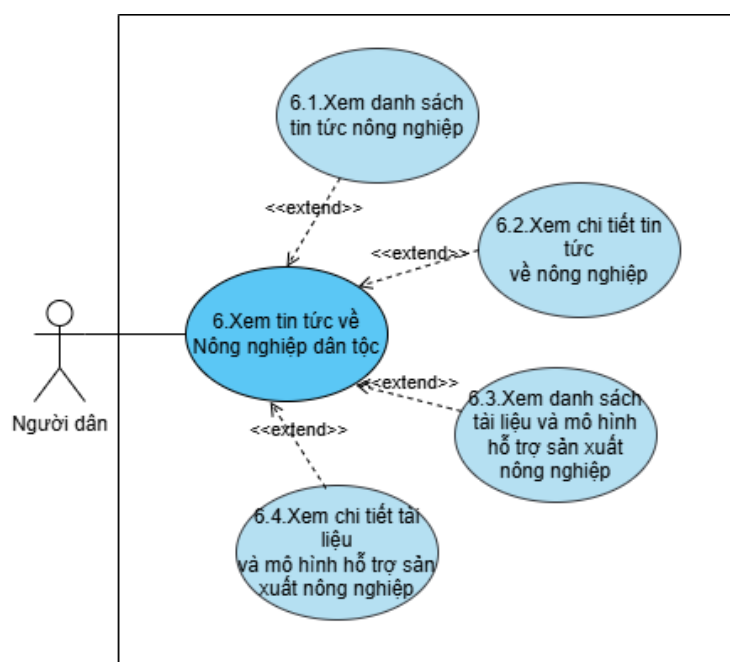 6.1.Xem danh sách
tin tức nông nghiệp
<<extend>>
6.2.Xem chi tiết tin
tức
về nông nghiệp
<<extend>>
6.Xem tin tức về
Nông nghiệp dân tộc
Người dân
<<extend>>
6.3.Xem danh sách
tài liệu và mô hình
hỗ trợ sản xuất
nông nghiệp
<<extend>>
6.4.Xem chi tiết tài
liệu
và mô hình hỗ trợ sản
xuất nông nghiệp